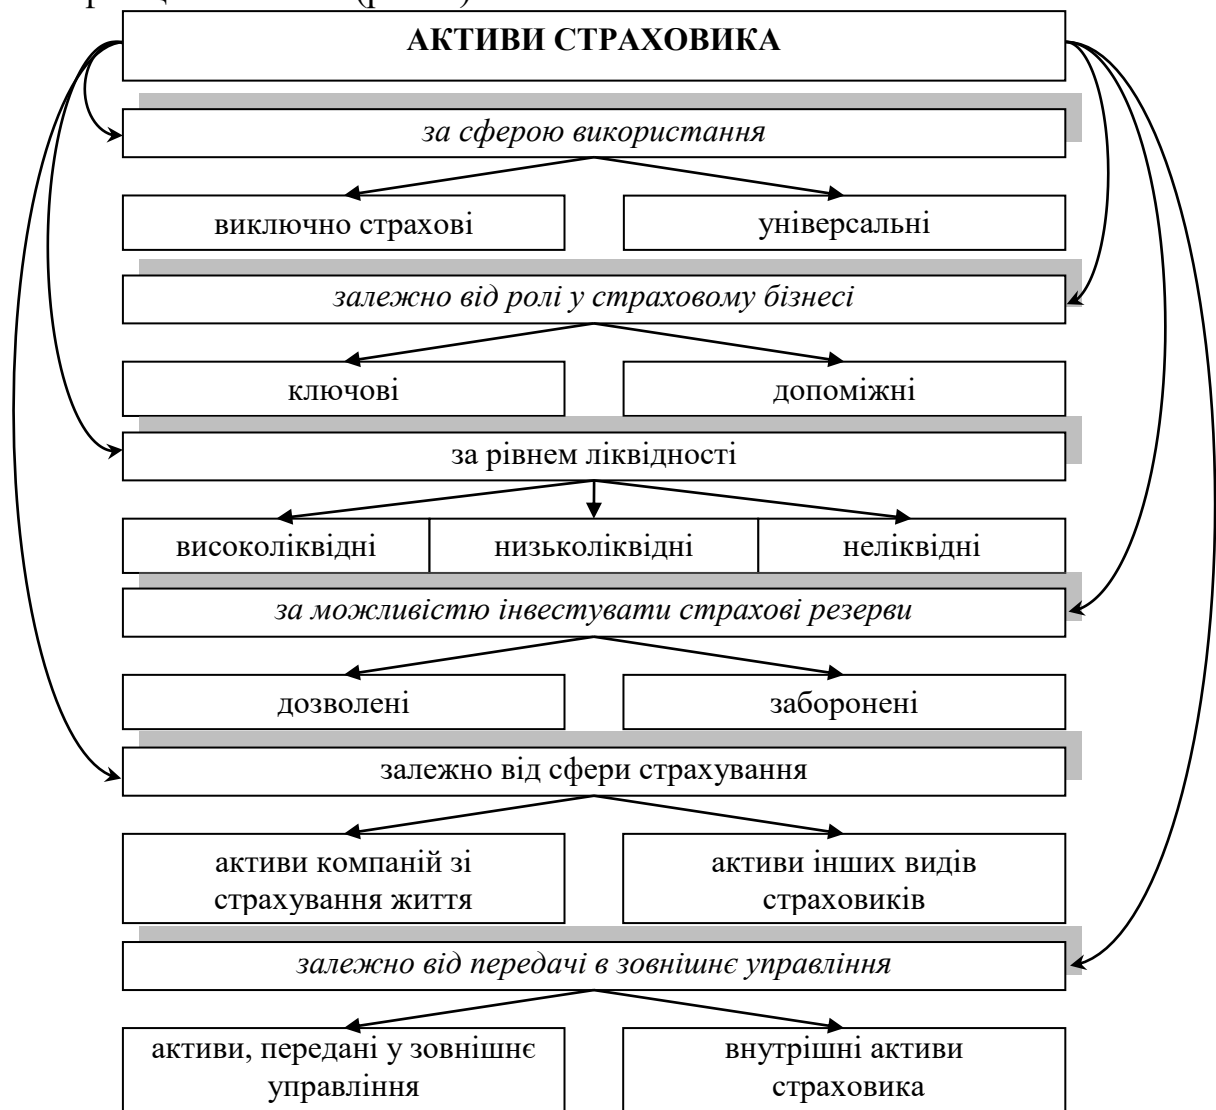 АКТИВИ СТРАХОВИКА
за сферою використання
виключно страхові
універсальні
залежно від ролі у страховому бізнесі
ключові
допоміжні
за рівнем ліквідності
високоліквідні
низьколіквідні
неліквідні
за можливістю інвестувати страхові резерви
дозволені
заборонені
залежно від сфери страхування
активи компаній зі
страхування життя
активи інших видів
страховиків
залежно від передачі в зовнішнє управління
активи, передані у зовнішнє
управління
внутрішні активи
страховика